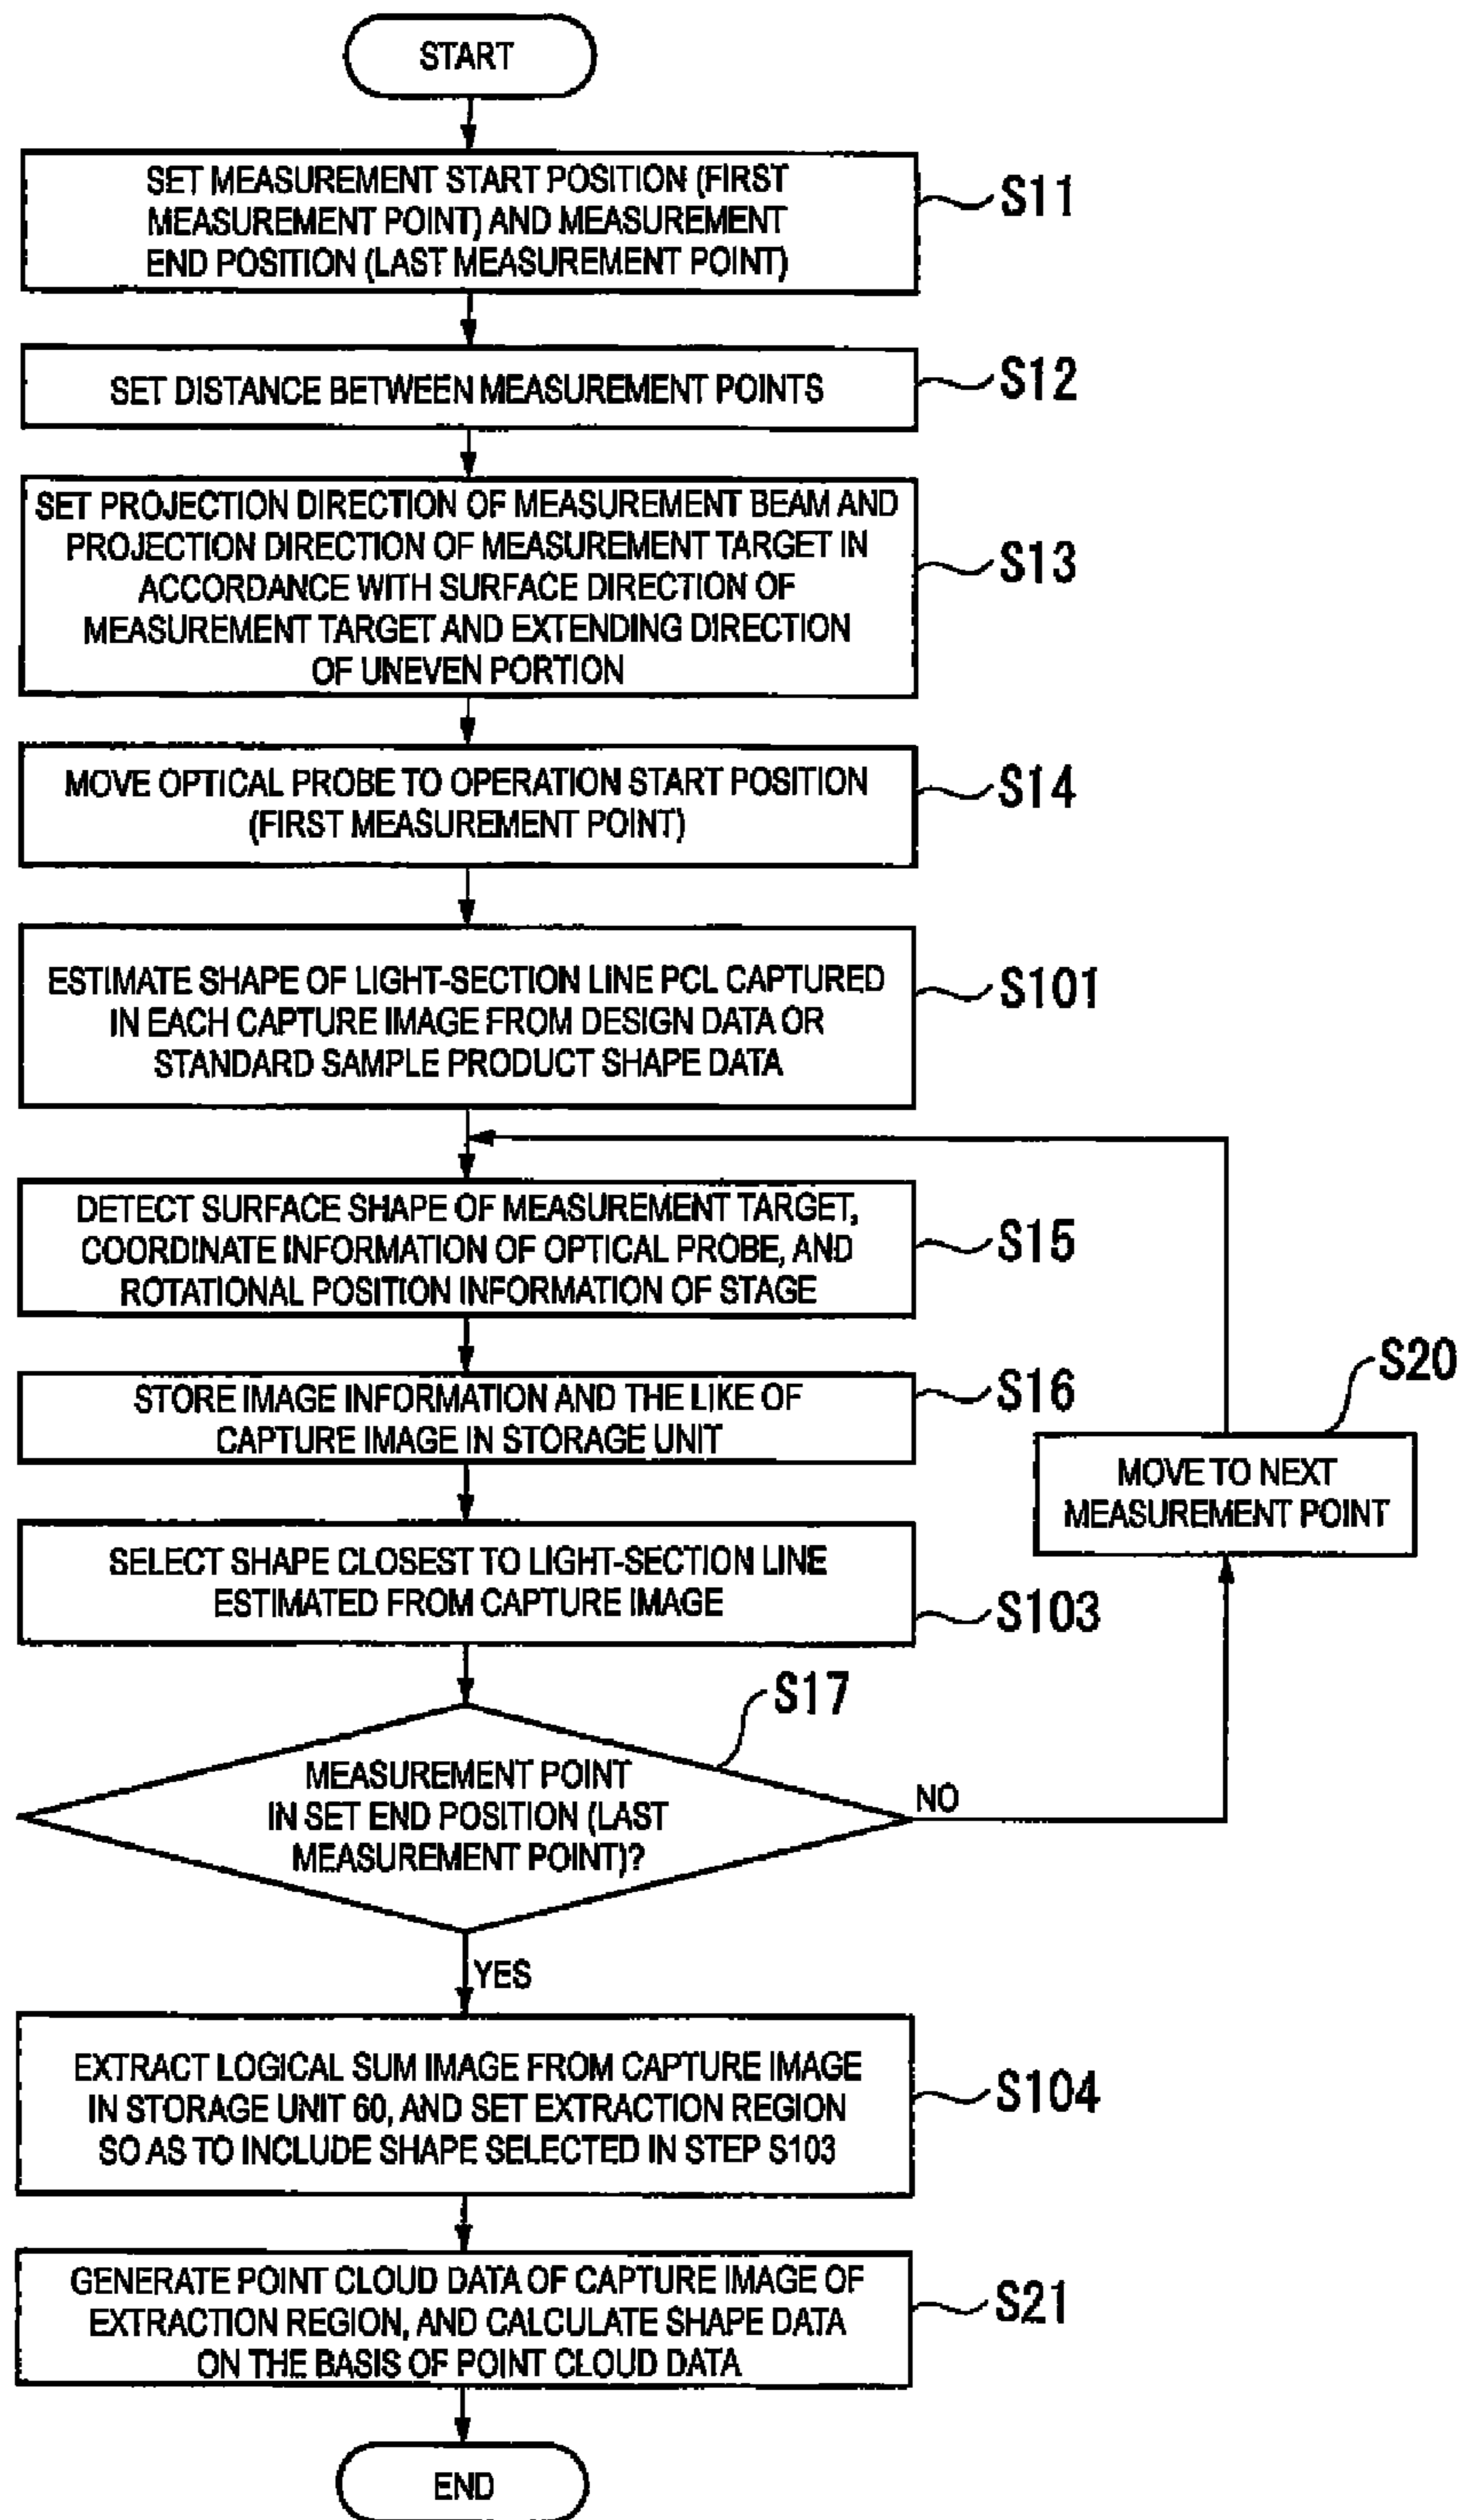 START
SET MEASUREMENT START POSITION (FIRST
MEASUREMENT POINT) AND MEASUREMENT
END POSITION (LAST MEASUREMENT POINT)
S11
SET DISTANCE BETWEEN MEASUREMENT POINTS
S12
SET PROJECTION DIRECTION OF MEASUREMENT BEAM AND
PROJECTION DIRECTION OF MEASUREMENT TARGET IN
ACCORDANCE WITH SURFACE DIRECTION OF
MEASUREMENT TARGET AND EXTENDING DIRECTION
OF UNEVEN PORTION
S13
MOVE OPTICAL PROBE TO OPERATION START POSITION
(FIRST MEASUREMENT POINT)
S14
ESTIMATE SHAPE OF LIGHT-SECTION LINE PCL CAPTURED
IN EACH CAPTURE IMAGE FROM DESIGN DATA OR
STANDARD SAMPLE PRODUCT SHAPE DATA
S101
DETECT SURFACE SHAPE OF MEASUREMENT TARGET,
COORDINATE INFORMATION OF OPTICAL PROBE, AND
ROTATIONAL POSITION INFORMATION OF STAGE
S15
STORE IMAGE INFORMATION AND THE LIKE OF
CAPTURE IMAGE IN STORAGE UNIT
S16
S20
MOVE TO NEXT
MEASUREMENT POINT
SELECT SHAPE CLOSEST TO LIGHT-SECTION LINE
ESTIMATED FROM CAPTURE IMAGE
S103
S17
MEASUREMENT POINT
IN SET END POSITION (LAST
MEASUREMENT POINT)?
NO
YES
EXTRACT LOGICAL SUM IMAGE FROM CAPTURE IMAGE
IN STORAGE UNIT 60, AND SET EXTRACTION REGION
SO AS TO INCLUDE SHAPE SELECTED IN STEP S103
S104
GENERATE POINT CLOUD DATA OF CAPTURE IMAGE OF
EXTRACTION REGION, AND CALCULATE SHAPE DATA
ON THE BASIS OF POINT CLOUD DATA
S21
END